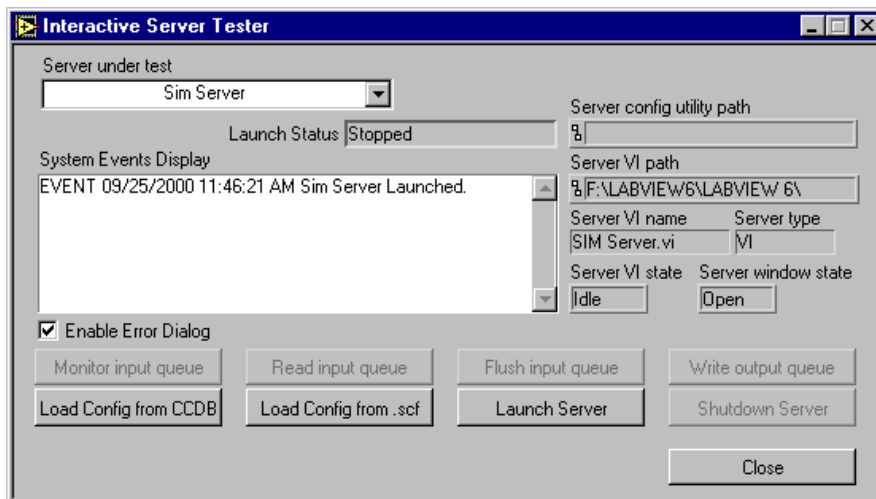 Interactive Server Tester
Server under test
Sim Server
Server config utility path
Launch Status Stopped
System Events Display
EVENT 09/25/2000 11:46:21 AM Sim Server Launched.
Server VI path
F:\LABVIEW6\LABVIEW 6\
Server VI name Server type
SIM Server.vi VI
Server VI state Server window state
Idle Open
Enable Error Dialog
Monitor input queue Read input queue Flush input queue Write output queue
Load Config from CCDB Load Config from .scf Launch Server Shutdown Server
Close